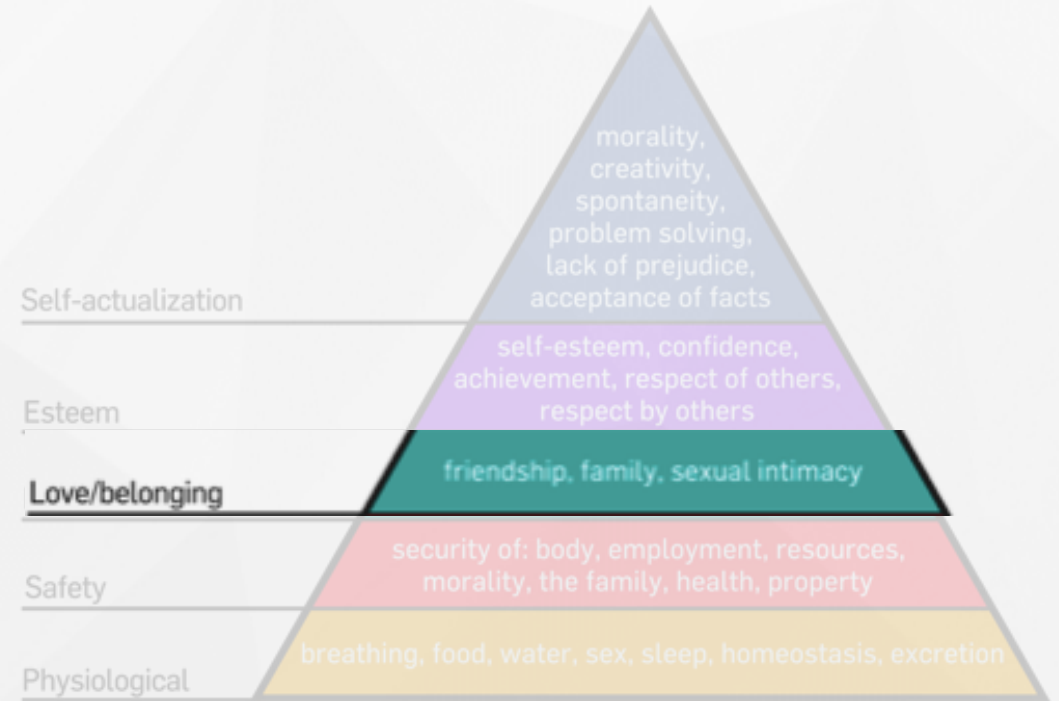 morality,
creativity,
spontaneity,
problem solving,
lack of prejudice,
acceptance of facts
Self-actualization
self-esteem, confidence,
achievement, respect of others,
respect by others
Esteem
friendship, family, sexual intimacy
Love/belonging
security of: body, employment, resources,
morality, the family, health, property
Safety
breathing, food, water, sex, sleep, homeostasis, excretion
Physiological